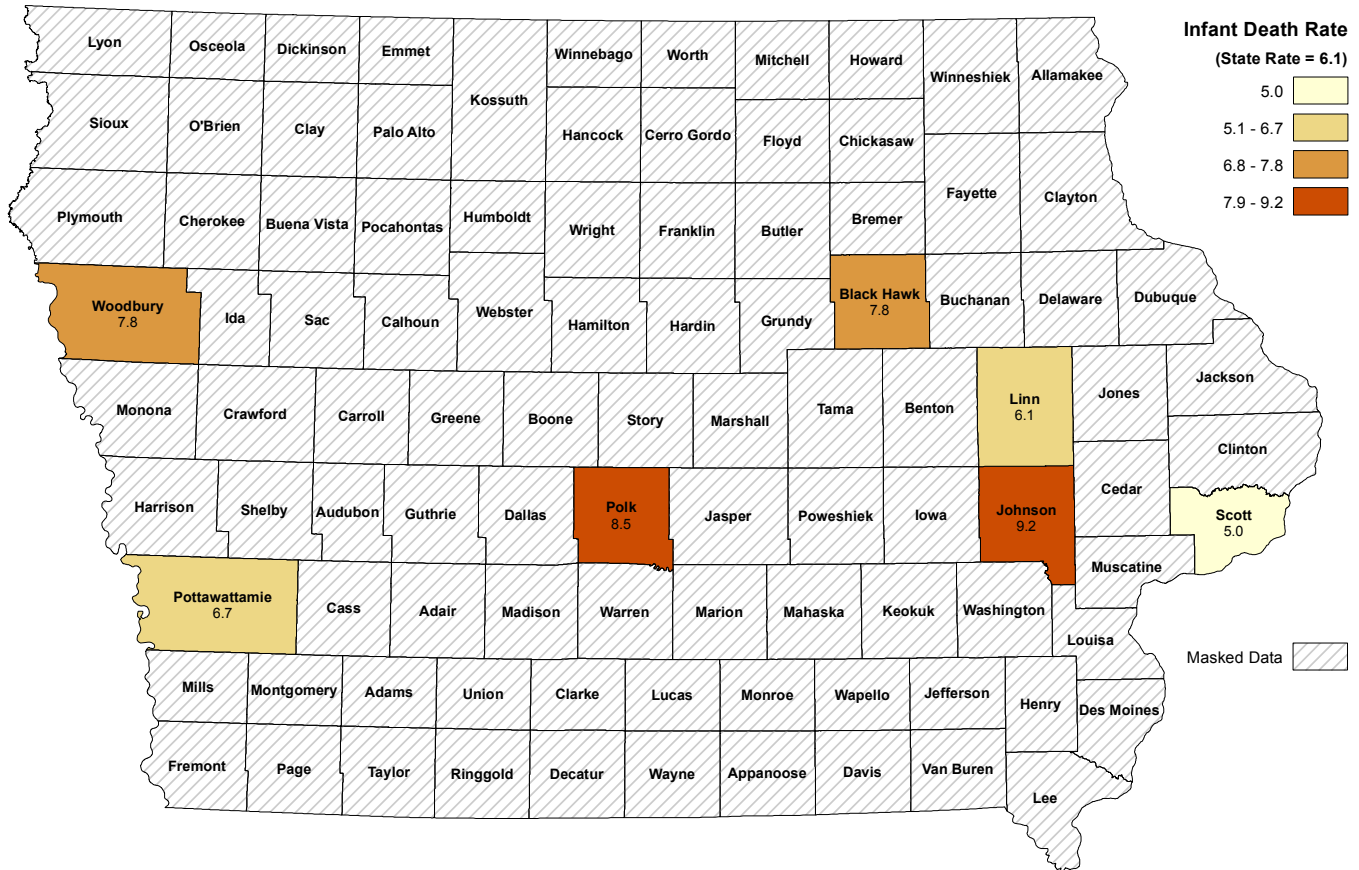 Infant Death Rate
(State Rate = 6.1)
5.0
5.1 - 6.7
6.8 - 7.8
7.9 - 9.2
Lyon
Osceola
Dickinson
Emmet
Kossuth
Winnebago
Worth
Mitchell
Howard
Winneshiek
Allamakee
Sioux
O'Brien
Clay
Palo Alto
Hancock
Cerro Gordo
Floyd
Chickasaw
Plymouth
Cherokee
Buena Vista
Pocahontas
Humboldt
Wright
Franklin
Butler
Bremer
Fayette
Clayton
Woodbury
7.8
Ida
Sac
Calhoun
Webster
Hamilton
Hardin
Grundy
Black Hawk
7.8
Buchanan
Delaware
Dubuque
Monona
Crawford
Carroll
Greene
Boone
Story
Marshall
Tama
Benton
Linn
6.1
Jones
Jackson
Clinton
Harrison
Shelby
Audubon
Guthrie
Dallas
Polk
8.5
Jasper
Poweshiek
Iowa
Johnson
9.2
Cedar
Scott
5.0
Muscatine
Pottawattamie
6.7
Cass
Adair
Madison
Warren
Marion
Mahaska
Keokuk
Washington
Louisa
Masked Data
Mills
Montgomery
Adams
Union
Clarke
Lucas
Monroe
Wapello
Jefferson
Henry
Des Moines
Fremont
Page
Taylor
Ringgold
Decatur
Wayne
Appanoose
Davis
Van Buren
Lee